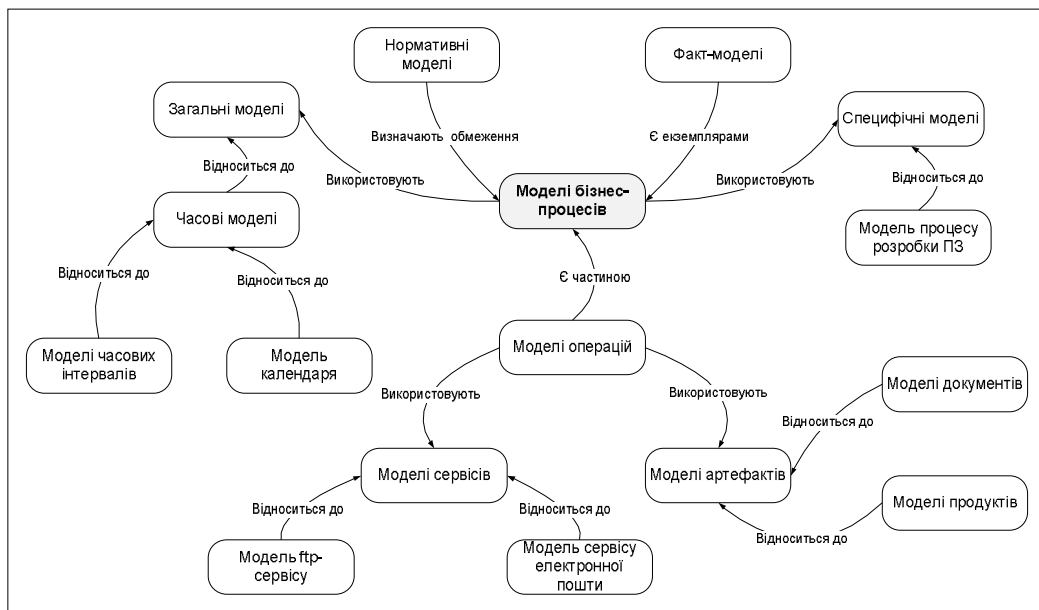 Нормативні
моделі
Факт-моделі
Загальні моделі
Специфічні моделі
Визначають обмеження
Є екземплярами
Відноситься до
Використовують
Використовують
Відноситься до
Моделі бізнес-
процесів
Часові моделі
Модель процесу
розробки ПЗ
Відноситься до
Відноситься до
Є частиною
Моделі часових
інтервалів
Модель
календаря
Моделі операцій
Моделі документів
Використовують
Використовують
Відноситься до
Моделі сервісів
Моделі артефактів
Моделі продуктів
Відноситься до
Відноситься до
Відноситься до
Модель ftp-
сервісу
Модель сервісу
електронної
пошти